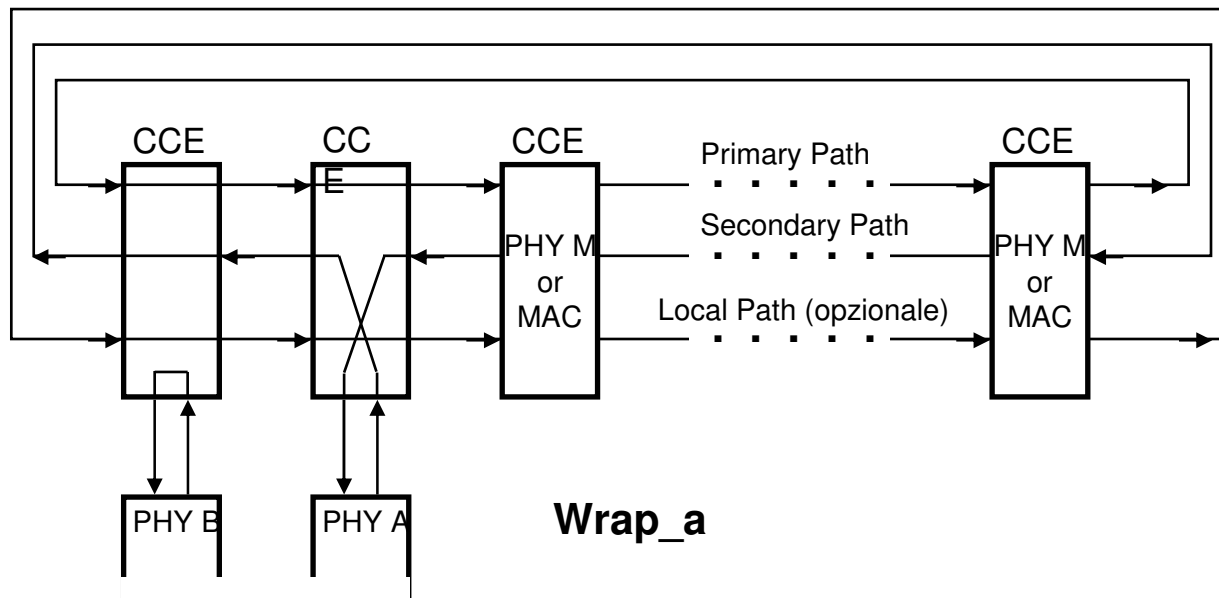 CCE
CC
E
CCE
CCE
Primary Path
Secondary Path
Local Path (opzionale)
PHY M
or
MAC
PHY M
or
MAC
PHY B
PHY A
Wrap_a